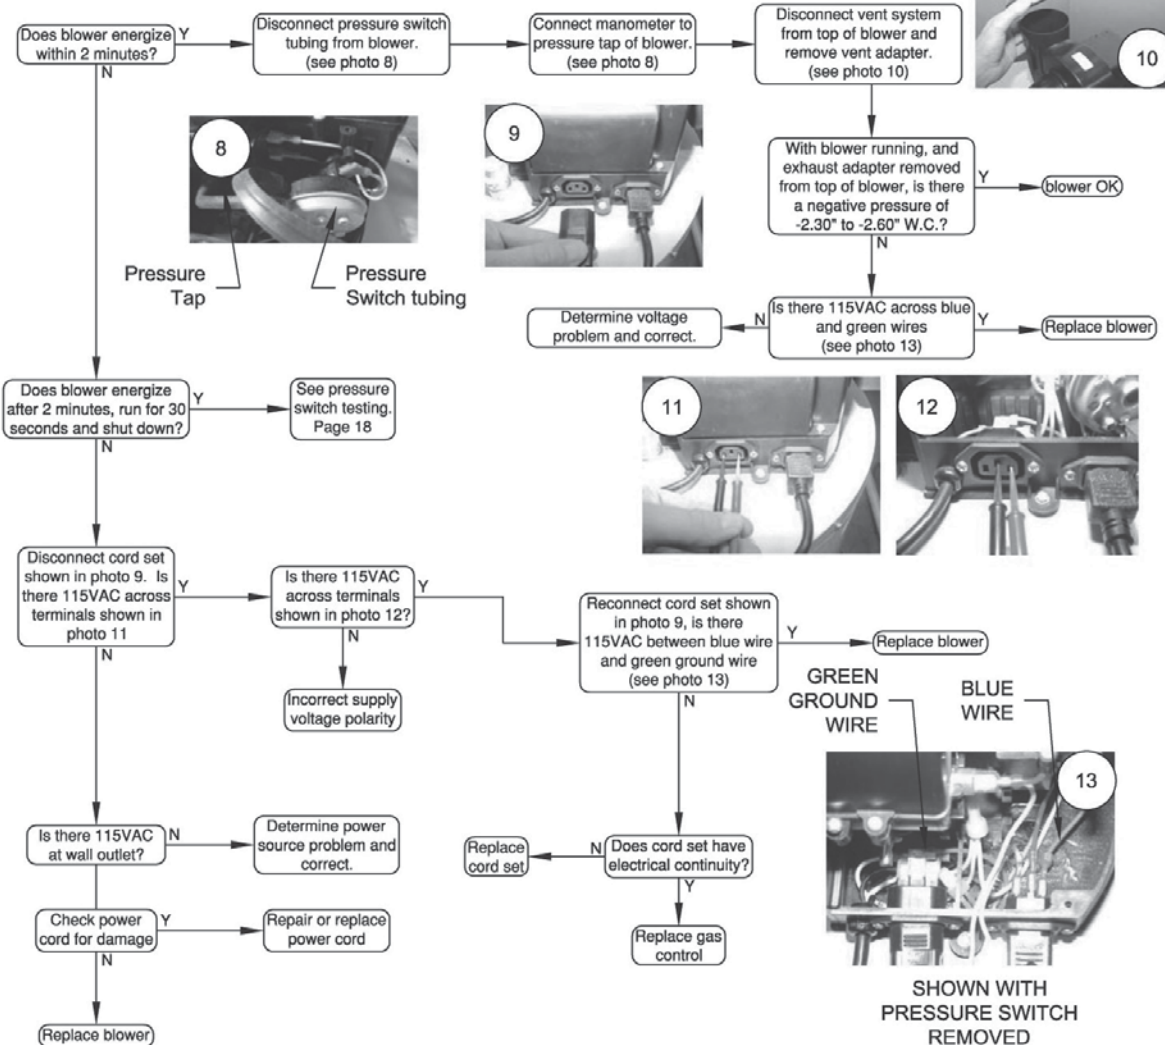 Does blower energize
within 2 minutes?
Y
N
Disconnect pressure switch
tubing from blower.
(see photo 8)
Connect manometer to
pressure tap of blower.
(see photo 8)
Disconnect vent system
from top of blower and
remove vent adapter.
(see photo 10)
10
8
Pressure
Tap
Pressure
Switch tubing
9
With blower running, and
exhaust adapter removed
from top of blower, is there
a negative pressure of
-2.30" to -2.60" W.C.?
Y
N
blower OK
Is there 115VAC across blue
and green wires
(see photo 13)
N
Y
Determine voltage
problem and correct.
Replace blower
Does blower energize
after 2 minutes, run for 30
seconds and shut down?
Y
N
See pressure
switch testing.
Page 18
11
12
Disconnect cord set
shown in photo 9. Is
there 115VAC across
terminals shown in
photo 11
Y
N
Is there 115VAC
across terminals
shown in photo 12?
Y
N
Incorrect supply
voltage polarity
Reconnect cord set shown
in photo 9, is there
115VAC between blue wire
and green ground wire
(see photo 13)
Y
N
Replace blower
GREEN
GROUND
WIRE
BLUE
WIRE
13
SHOWN WITH
PRESSURE SWITCH
REMOVED
Is there 115VAC
at wall outlet?
N
Determine power
source problem and
correct.
Check power
cord for damage
Y
N
Repair or replace
power cord
Replace blower
Does cord set have
electrical continuity?
N
Y
Replace
cord set
Replace gas
control